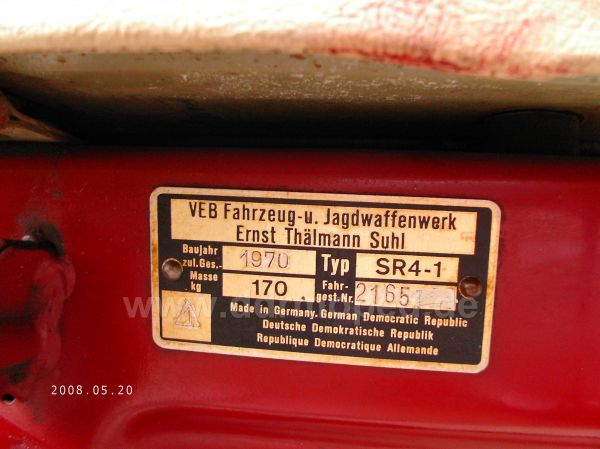 VEB Fahrzeug-u. Jagdwaffenwerk
Ernst Thälmann Suhl
Baujahr 1970 Typ SR4-1
zul. Ges.-
Masse
kg 170 Fahr-
gest.Nr. 21651
Made in Germany. German Democratic Republic
Deutsche Demokratische Republik
Republique Democratique Allemande
2008.05.20